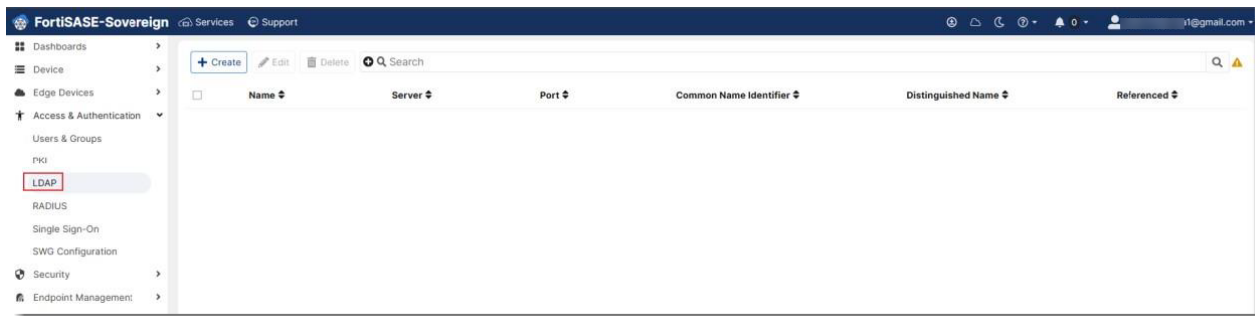 FortiSASE-Sovereign Services Support 0 1@gmail.com
Dashboards
Device
Edge Devices
Access & Authentication
Users & Groups
PKI
LDAP
RADIUS
Single Sign-On
SWG Configuration
Security
Endpoint Management
+ Create Edit Delete Search
Name Server Port Common Name Identifier Distinguished Name Referenced